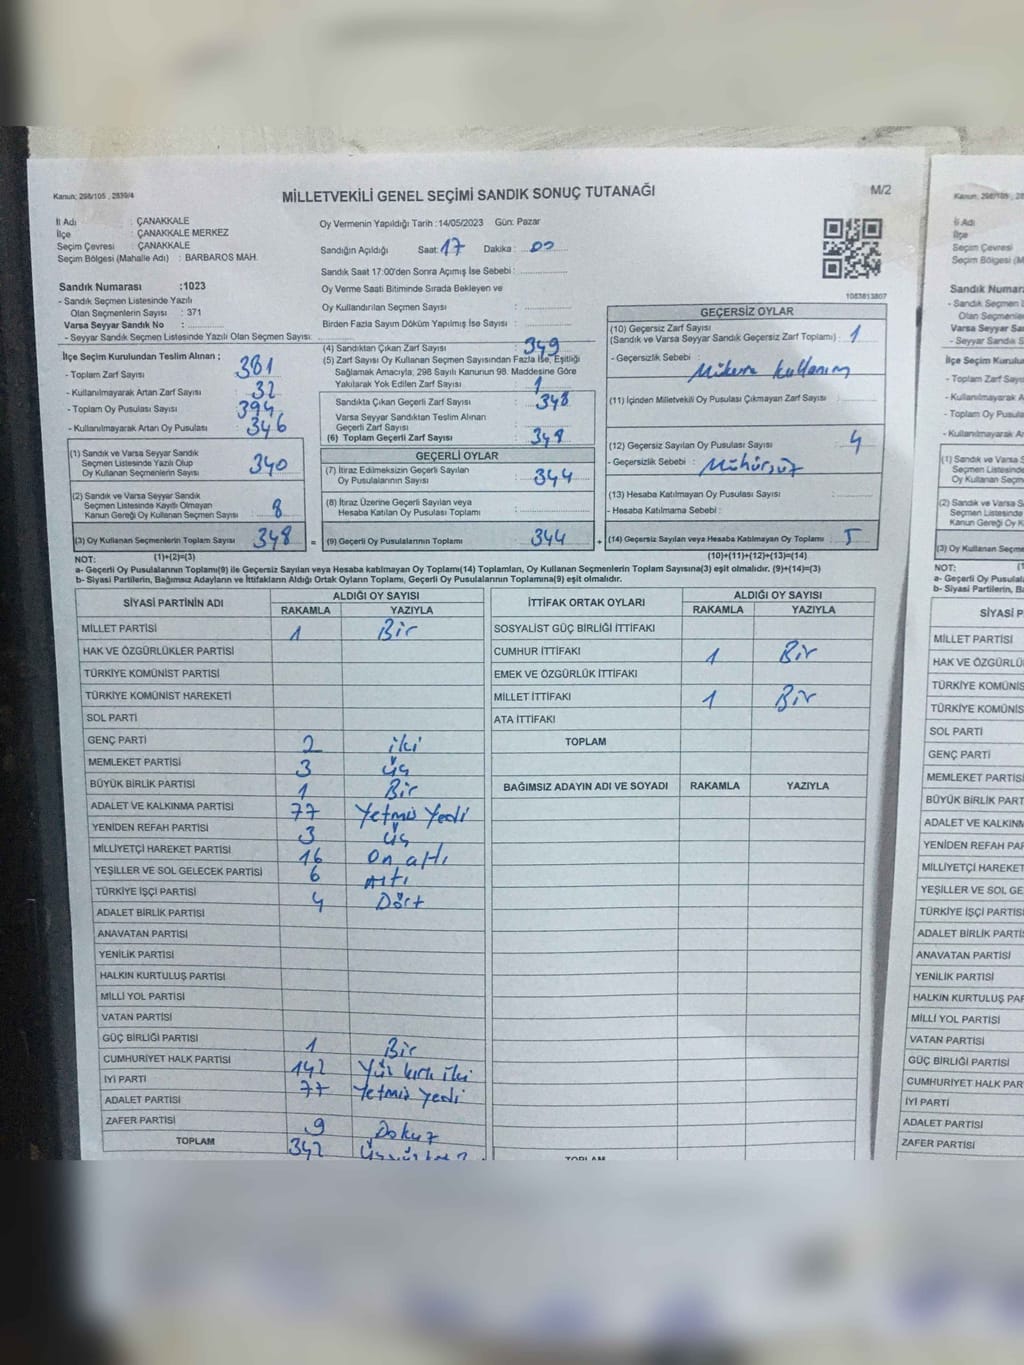 Kanun: 298/105 , 2839/4
MİLLETVEKİLİ GENEL SEÇİMİ SANDIK SONUÇ TUTANAĞI
M/2
İl Adı : ÇANAKKALE
İlçe : ÇANAKKALE MERKEZ
Seçim Çevresi : ÇANAKKALE
Seçim Bölgesi (Mahalle Adı) : BARBAROS MAH.
Oy Vermenin Yapıldığı Tarih : 14/05/2023 Gün: Pazar
Sandığın Açıldığı Saat: 17 Dakika : 00
Sandık Saat 17:00'den Sonra Açımış İse Sebebi :
Oy Verme Saati Bitiminde Sırada Bekleyen ve
Oy Kullandırılan Seçmen Sayısı :
Birden Fazla Sayım Döküm Yapılmış İse Sayısı :
1083813807
Sandık Numarası :1023
- Sandık Seçmen Listesinde Yazılı
Olan Seçmenlerin Sayısı : 371
Varsa Seyyar Sandık No :
- Seyyar Sandık Seçmen Listesinde Yazılı Olan Seçmen Sayısı:
İlçe Seçim Kurulundan Teslim Alınan ;
- Toplam Zarf Sayısı : 381
- Kullanılmayarak Artan Zarf Sayısı : 32
- Toplam Oy Pusulası Sayısı : 394
- Kullanılmayarak Artan Oy Pusulası : 346
(1) Sandık ve Varsa Seyyar Sandık
Seçmen Listesinde Yazılı Olup
Oy Kullanan Seçmenlerin Sayısı : 340
(2) Sandık ve Varsa Seyyar Sandık
Seçmen Listesinde Kayıtlı Olmayan
Kanun Gereği Oy Kullanan Seçmen Sayısı : 8
(3) Oy Kullanan Seçmenlerin Toplam Sayısı : 348
(4) Sandıktan Çıkan Zarf Sayısı : 349
(5) Zarf Sayısı Oy Kullanan Seçmen Sayısından Fazla İse, Eşitliği
Sağlamak Amacıyla; 298 Sayılı Kanunun 98. Maddesine Göre
Yakılarak Yok Edilen Zarf Sayısı : 1
Sandıkta Çıkan Geçerli Zarf Sayısı : 348
Varsa Seyyar Sandıktan Teslim Alınan
Geçerli Zarf Sayısı :
(6) Toplam Geçerli Zarf Sayısı : 348
GEÇERLİ OYLAR
(7) İtiraz Edilmeksizin Geçerli Sayılan
Oy Pusulalarının Sayısı : 344
(8) İtiraz Üzerine Geçerli Sayılan veya
Hesaba Katılan Oy Pusulası Toplamı :
= (9) Geçerli Oy Pusulalarının Toplamı : 344
GEÇERSİZ OYLAR
(10) Geçersiz Zarf Sayısı
(Sandık ve Varsa Seyyar Sandık Geçersiz Zarf Toplamı) : 1
- Geçersizlik Sebebi :
(11) İçinden Milletvekili Oy Pusulası Çıkmayan Zarf Sayısı :
(12) Geçersiz Sayılan Oy Pusulası Sayısı : 4
- Geçersizlik Sebebi : Mühürsüz
(13) Hesaba Katılmayan Oy Pusulası Sayısı :
- Hesaba Katılmama Sebebi :
+ (14) Geçersiz Sayılan veya Hesaba Katılmayan Oy Toplamı : 5
NOT: (1)+(2)=(3) (10)+(11)+(12)+(13)=(14)
a- Geçerli Oy Pusulalarının Toplamı(9) ile Geçersiz Sayılan veya Hesaba katılmayan Oy Toplamı(14) Toplamları, Oy Kullanan Seçmenlerin Toplam Sayısına(3) eşit olmalıdır. (9)+(14)=(3)
b- Siyasi Partilerin, Bağımsız Adayların ve İttifakların Aldığı Ortak Oyların Toplamı, Geçerli Oy Pusulalarının Toplamına(9) eşit olmalıdır.
SİYASİ PARTİNİN ADI ALDIĞI OY SAYISI
RAKAMLA YAZIYLA
MİLLET PARTİSİ 1 Bir
HAK VE ÖZGÜRLÜKLER PARTİSİ
TÜRKİYE KOMÜNİST PARTİSİ
TÜRKİYE KOMÜNİST HAREKETİ
SOL PARTİ
GENÇ PARTİ 2 iki
MEMLEKET PARTİSİ 3 üç
BÜYÜK BİRLİK PARTİSİ 1 Bir
ADALET VE KALKINMA PARTİSİ 77 Yetmiş Yedi
YENİDEN REFAH PARTİSİ 3 üç
MİLLİYETÇİ HAREKET PARTİSİ 16 On altı
YEŞİLLER VE SOL GELECEK PARTİSİ 6 Altı
TÜRKİYE İŞÇİ PARTİSİ 4 Dört
ADALET BİRLİK PARTİSİ
ANAVATAN PARTİSİ
YENİLİK PARTİSİ
HALKIN KURTULUŞ PARTİSİ
MİLLİ YOL PARTİSİ
VATAN PARTİSİ
GÜÇ BİRLİĞİ PARTİSİ 1 Bir
CUMHURİYET HALK PARTİSİ 142 Yüz kırk iki
İYİ PARTİ 77 Yetmiş yedi
ADALET PARTİSİ
ZAFER PARTİSİ 9 Dokuz
TOPLAM 342
İTTİFAK ORTAK OYLARI ALDIĞI OY SAYISI
RAKAMLA YAZIYLA
SOSYALİST GÜÇ BİRLİĞİ İTTİFAKI
CUMHUR İTTİFAKI 1 Bir
EMEK VE ÖZGÜRLÜK İTTİFAKI
MİLLET İTTİFAKI 1 Bir
ATA İTTİFAKI
TOPLAM
BAĞIMSIZ ADAYIN ADI VE SOYADI RAKAMLA YAZIYLA
TOPLAM
Kanun: 298/105 , 2839/4
İl Adı
İlçe
Seçim Çevresi
Seçim Bölgesi (Mahalle
Sandık Numar
- Sandık Seçmen
Olan Seçmenle
Varsa Seyyar S
- Seyyar Sandık S
İlçe Seçim Kurulu
- Toplam Zarf Sayı
- Kullanılmayarak A
- Toplam Oy Pusula
- Kullanılmayarak A
(1) Sandık ve Varsa S
Seçmen Listesinde
Oy Kullanan Seçm
(2) Sandık ve Varsa S
Seçmen Listesinde
Kanun Gereği Oy K
(3) Oy Kullanan Seçme
NOT:
a- Geçerli Oy Pusulala
b- Siyasi Partilerin, Ba
SİYASİ P
MİLLET PARTİSİ
HAK VE ÖZGÜRLÜ
TÜRKİYE KOMÜNİS
TÜRKİYE KOMÜNİS
SOL PARTİ
GENÇ PARTİ
MEMLEKET PARTİS
BÜYÜK BİRLİK PART
ADALET VE KALKINM
YENİDEN REFAH PAR
MİLLİYETÇİ HAREKET
YEŞİLLER VE SOL GE
TÜRKİYE İŞÇİ PARTİS
ADALET BİRLİK PARTİ
ANAVATAN PARTİSİ
YENİLİK PARTİSİ
HALKIN KURTULUŞ PA
MİLLİ YOL PARTİSİ
VATAN PARTİSİ
GÜÇ BİRLİĞİ PARTİSİ
CUMHURİYET HALK PAR
İYİ PARTİ
ADALET PARTİSİ
ZAFER PARTİSİ